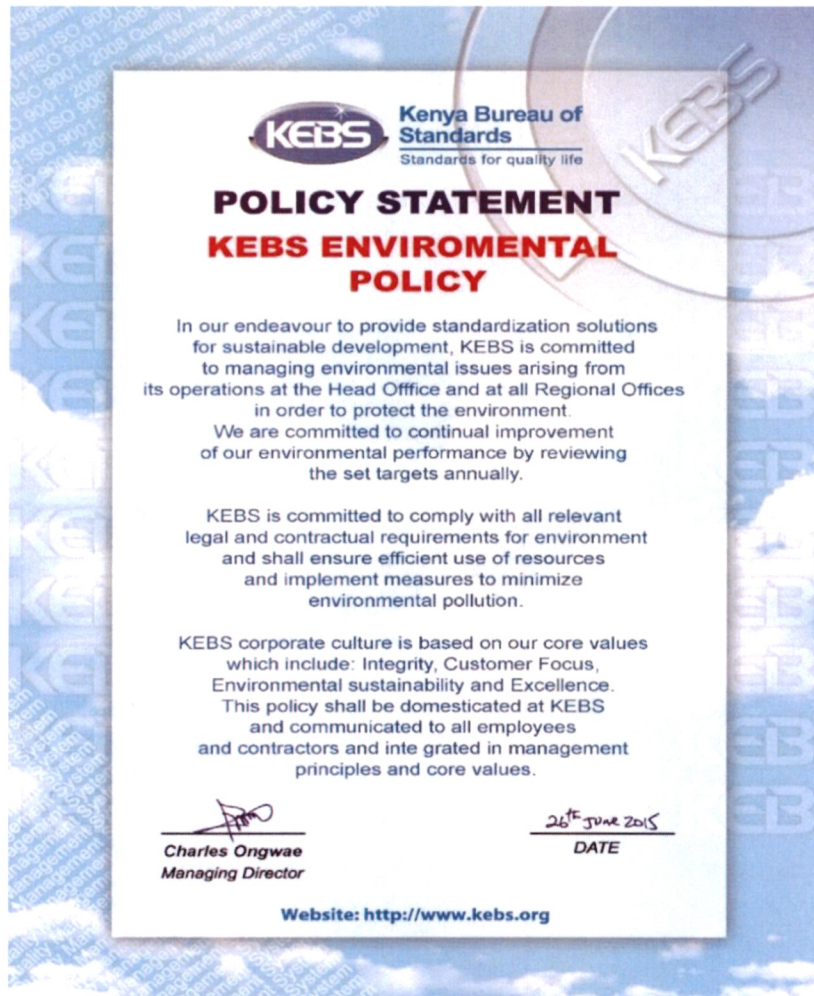 KEBS
Kenya Bureau of
Standards
Standards for quality life
KEBS
POLICY STATEMENT
KEBS ENVIROMENTAL
POLICY
In our endeavour to provide standardization solutions
for sustainable development, KEBS is committed
to managing environmental issues arising from
its operations at the Head Offfice and at all Regional Offices
in order to protect the environment.
We are committed to continual improvement
of our environmental performance by reviewing
the set targets annually.
KEBS is committed to comply with all relevant
legal and contractual requirements for environment
and shall ensure efficient use of resources
and implement measures to minimize
environmental pollution.
KEBS corporate culture is based on our core values
which include: Integrity, Customer Focus,
Environmental sustainability and Excellence.
This policy shall be domesticated at KEBS
and communicated to all employees
and contractors and inte grated in management
principles and core values.
26th JUNE 2015
Charles Ongwae
DATE
Managing Director
Website: http://www.kebs.org